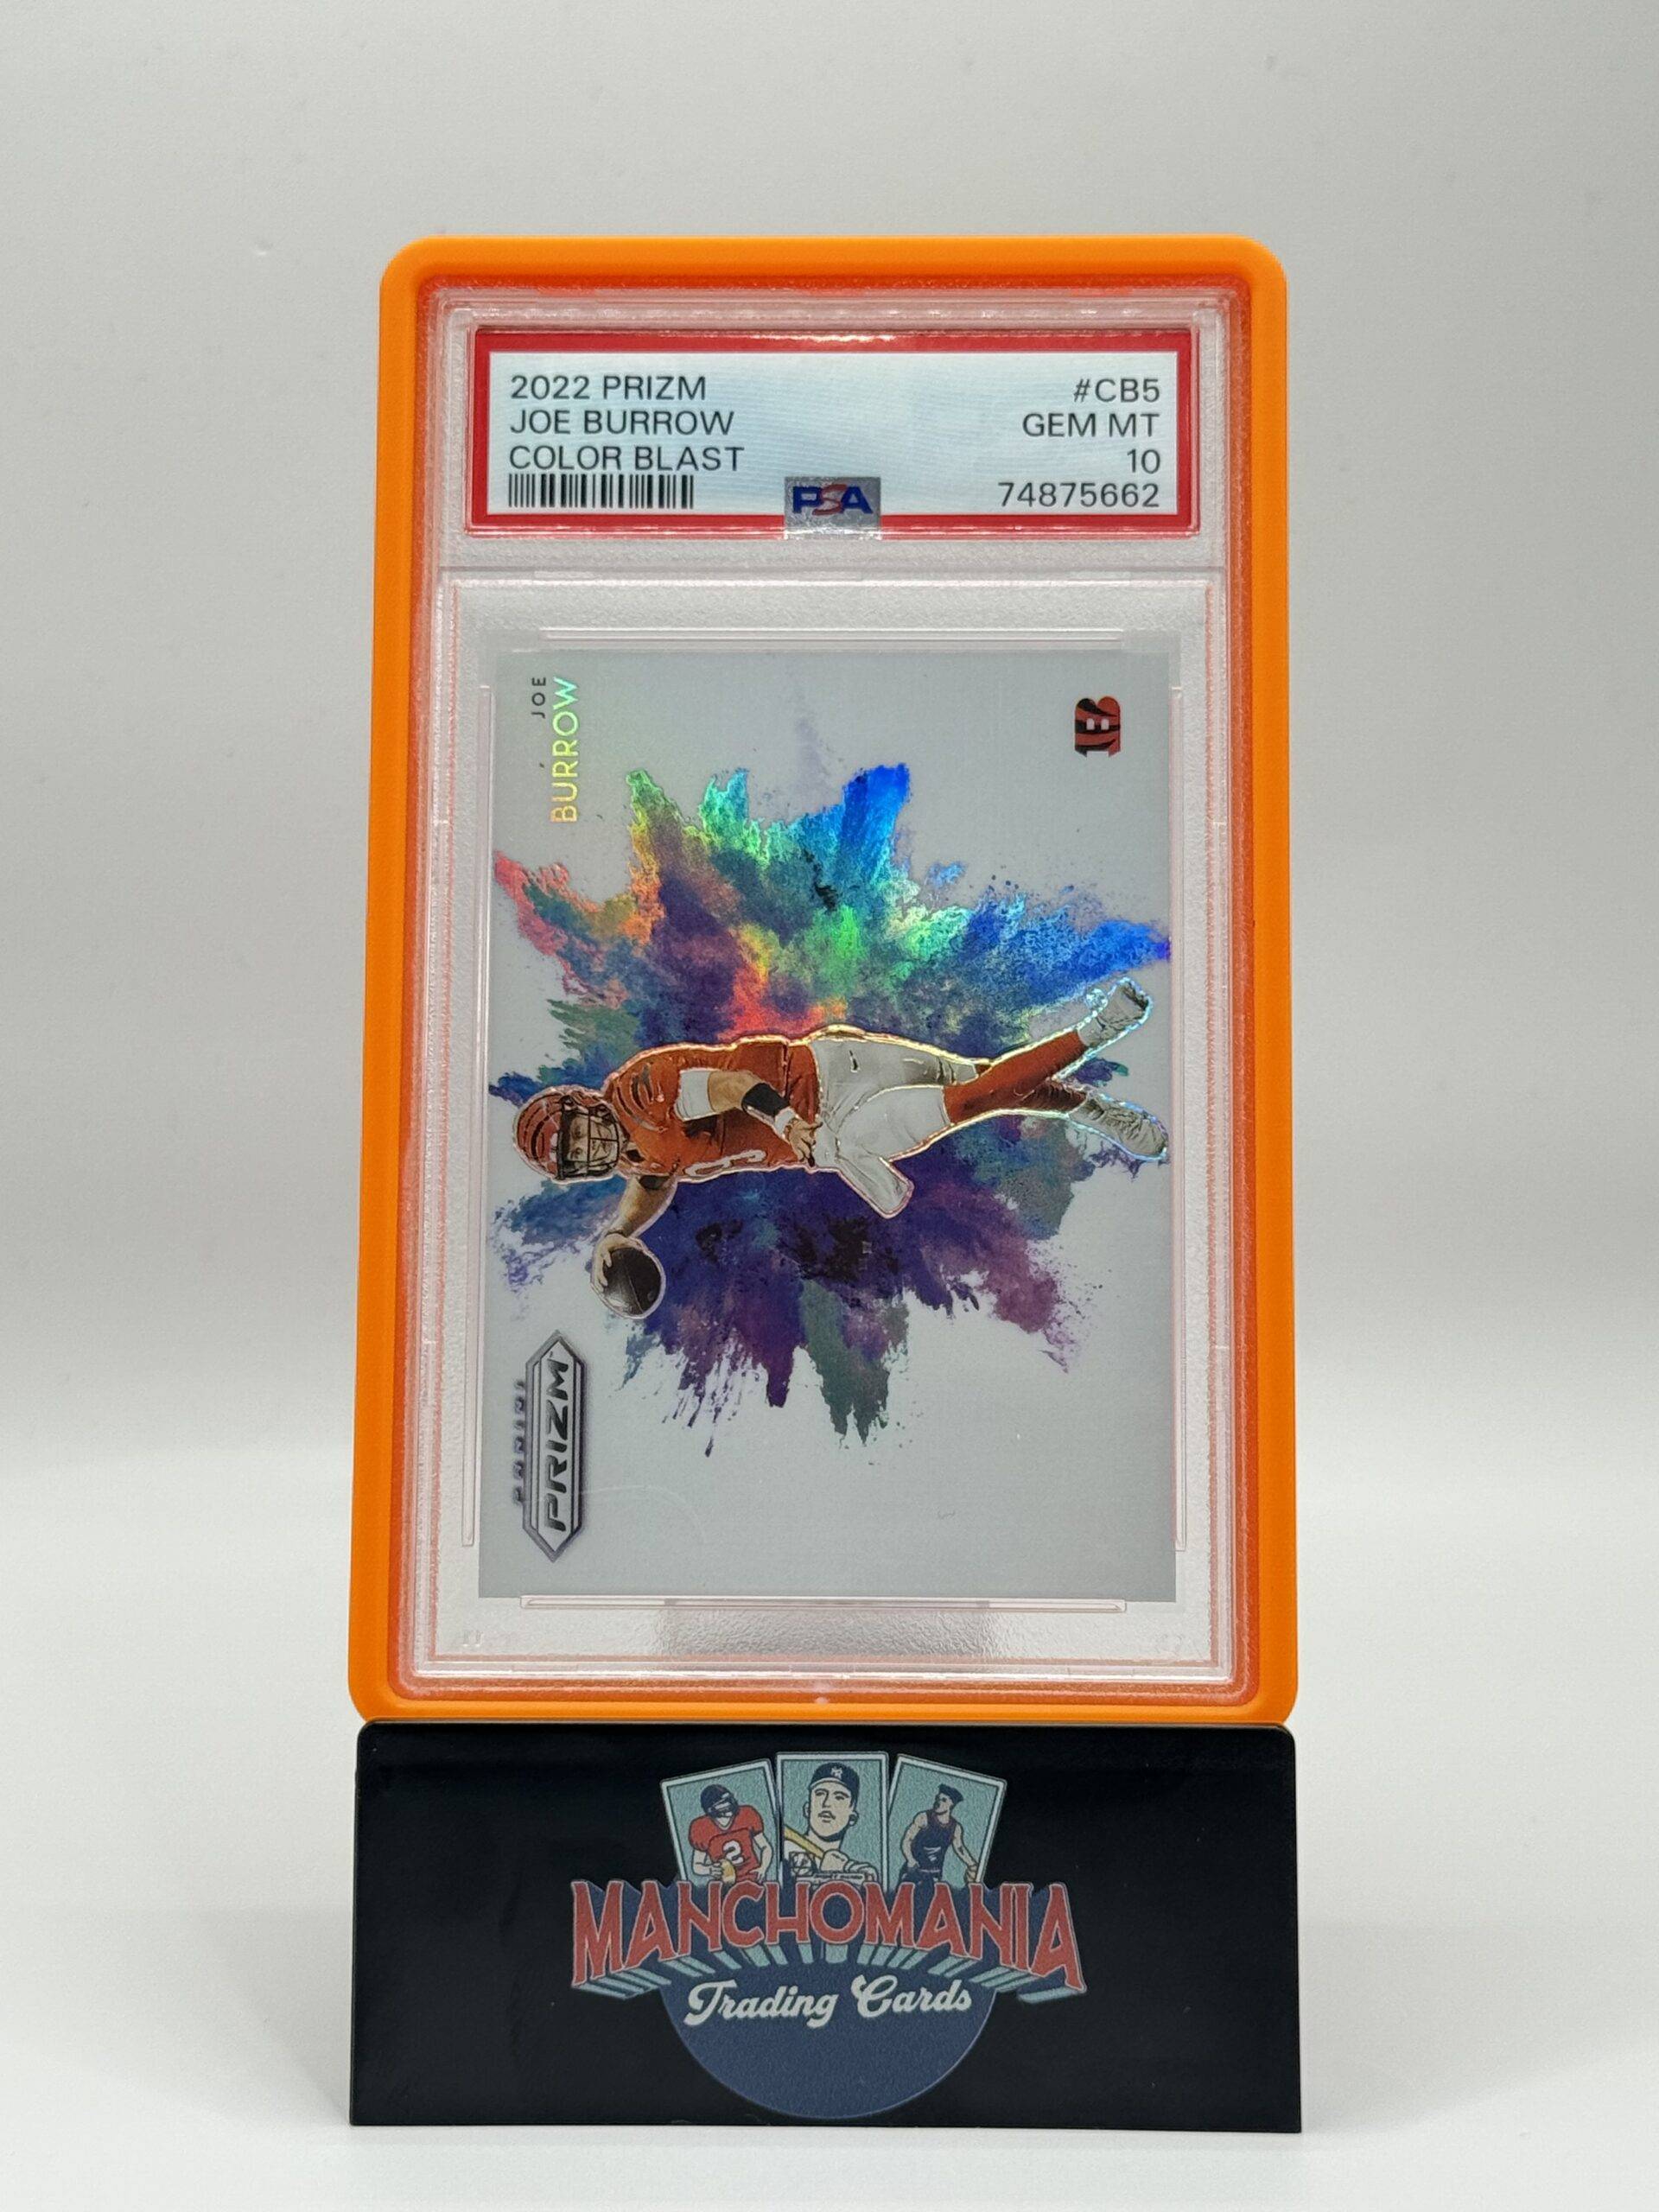 2022 PRIZM #CB5
JOE BURROW GEM MT
COLOR BLAST 10
PSA 74875662
JOE
BURROW
B
PANINI
PRIZM
2
MANCHOMANIA
Trading Cards